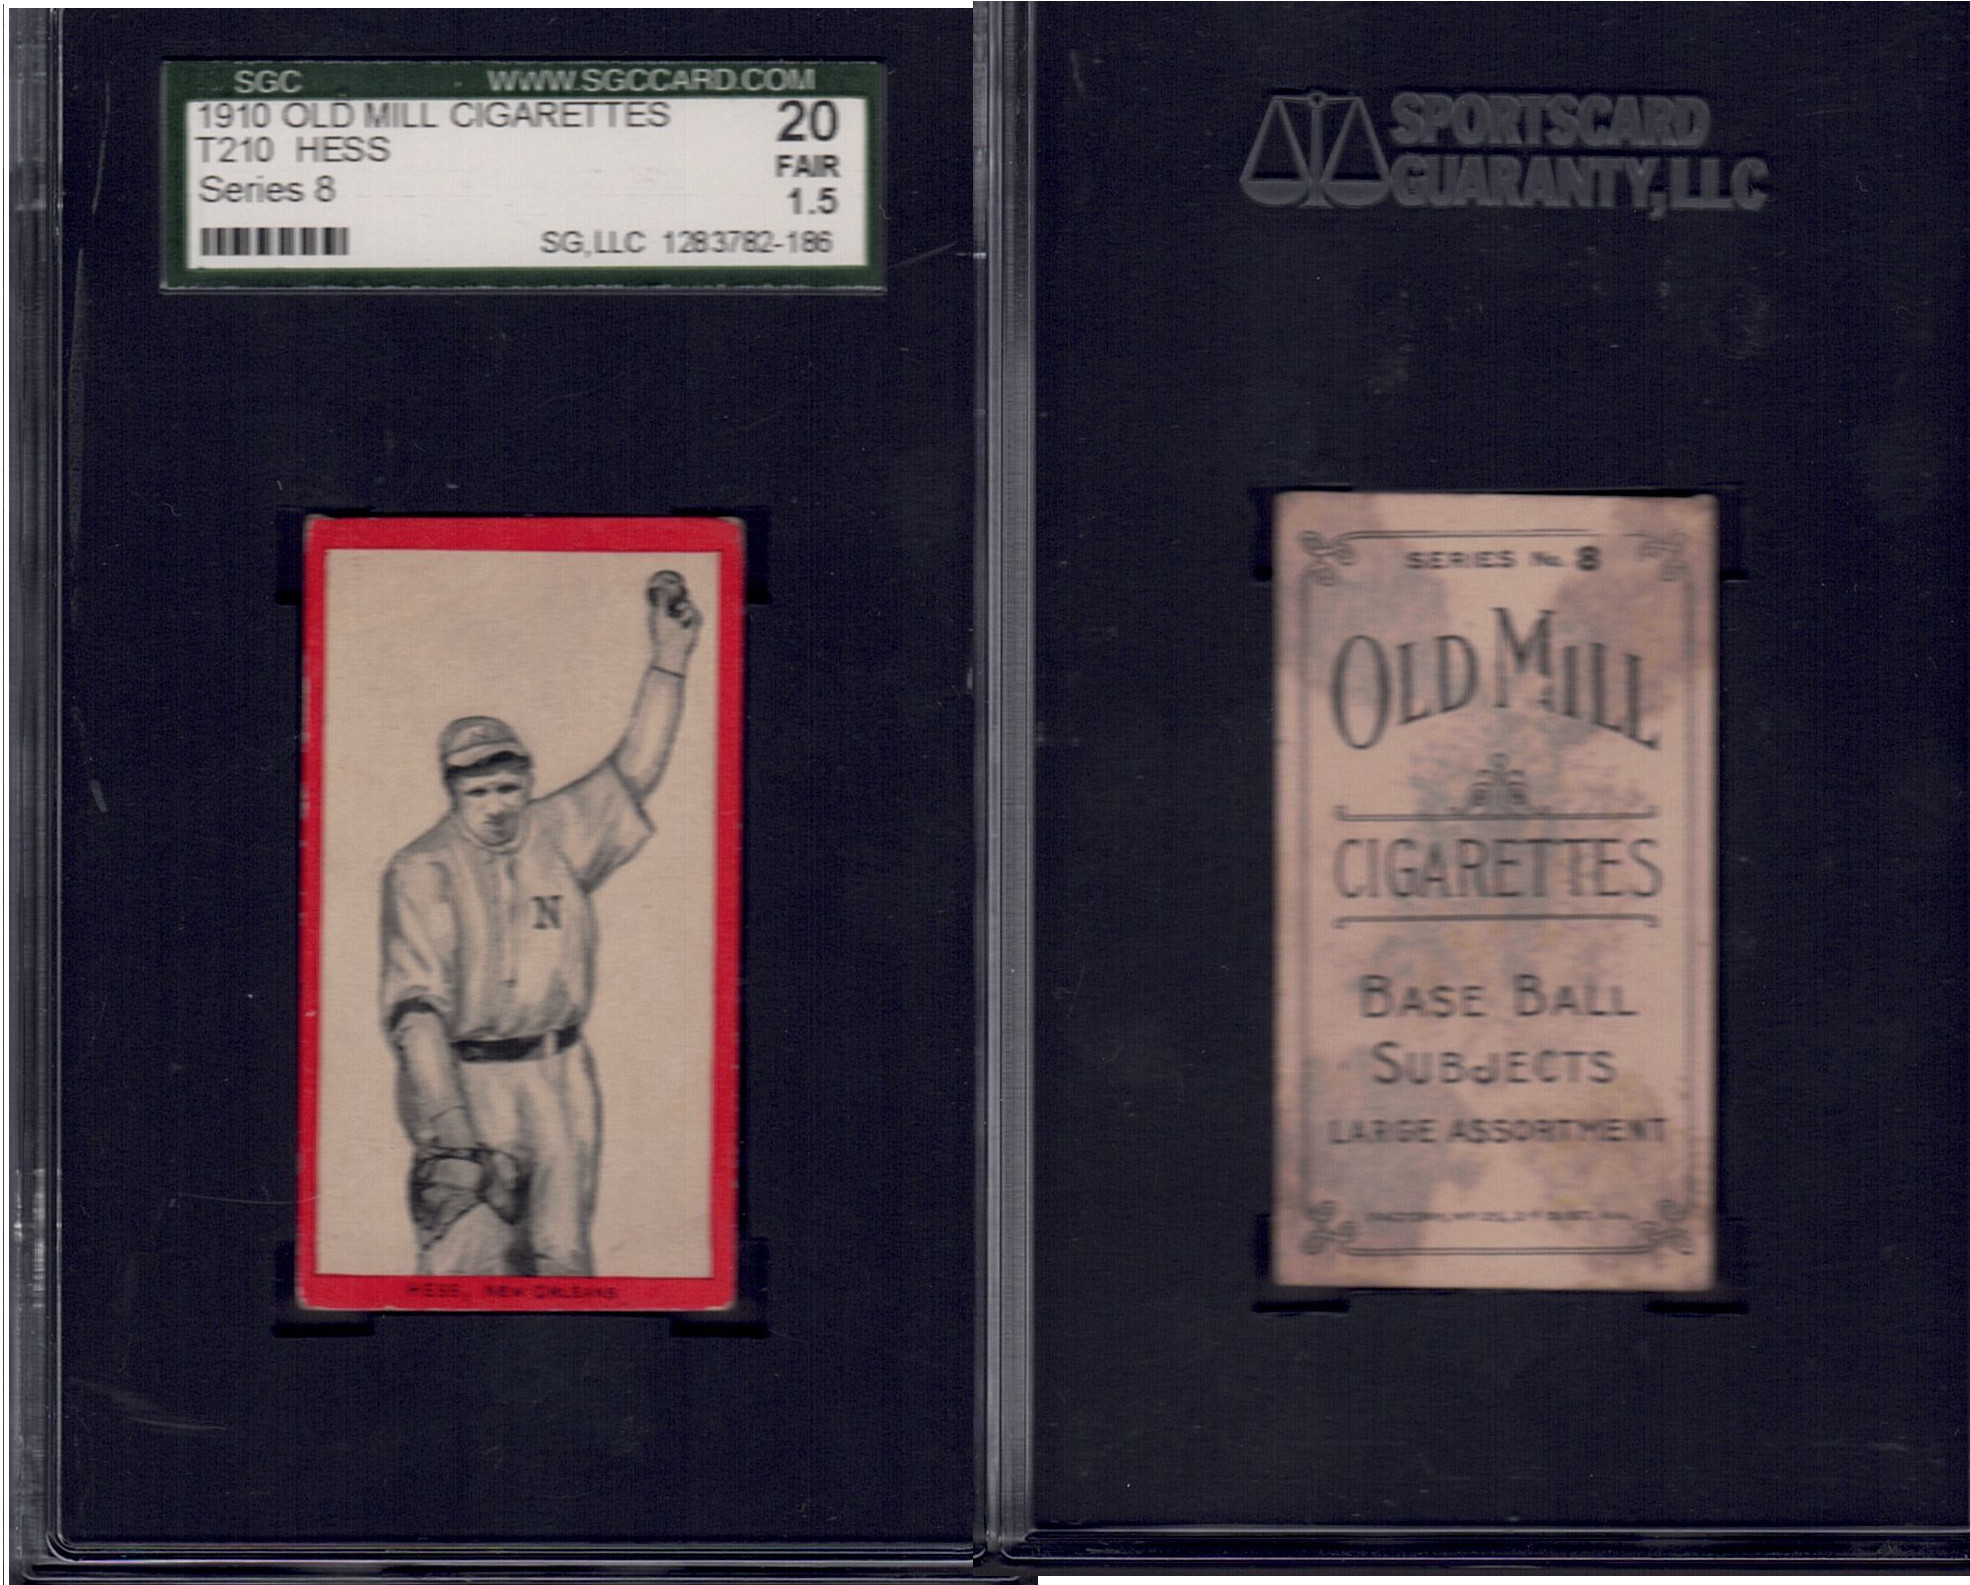 SGC WWW.SGCCARD.COM
1910 OLD MILL CIGARETTES 20
T210 HESS FAIR
Series 8 1.5
SG,LLC 1283782-186
N
HESS, NEW ORLEANS
SPORTSCARD
GUARANTY,LLC
SERIES No. 8
OLD MILL
CIGARETTES
BASE BALL
SUBJECTS
LARGE ASSORTMENT